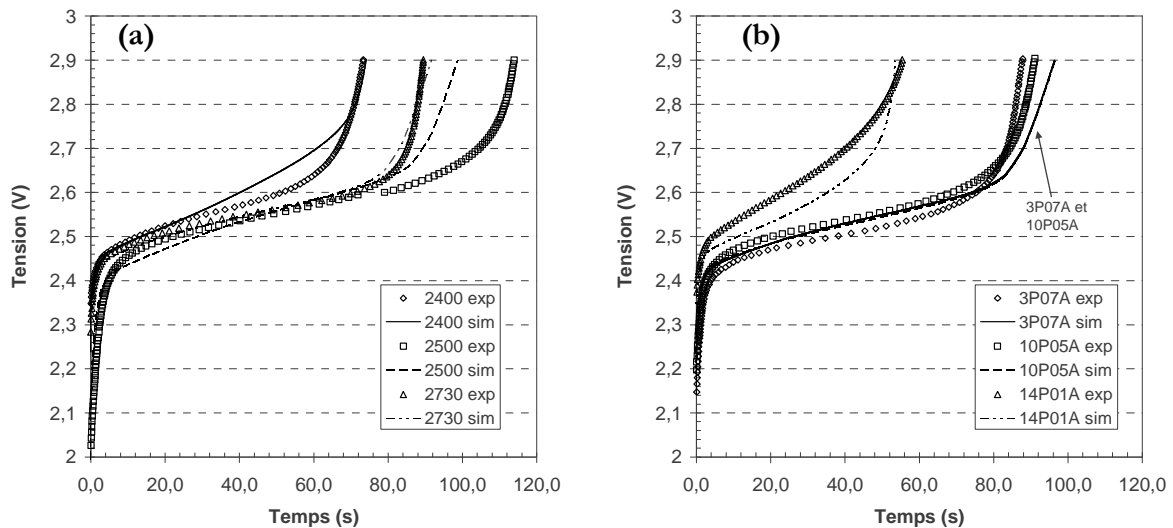 (a)
3
2,9
2,8
2,7
2,6
2,5
2,4
2,3
2,2
2,1
2
Tension (V)
0,0 20,0 40,0 60,0 80,0 100,0 120,0
Temps (s)
2400 exp
2400 sim
2500 exp
2500 sim
2730 exp
2730 sim
(b)
3
2,9
2,8
2,7
2,6
2,5
2,4
2,3
2,2
2,1
2
Tension (V)
0,0 20,0 40,0 60,0 80,0 100,0 120,0
Temps (s)
3P07A et
10P05A
3P07A exp
3P07A sim
10P05A exp
10P05A sim
14P01A exp
14P01A sim